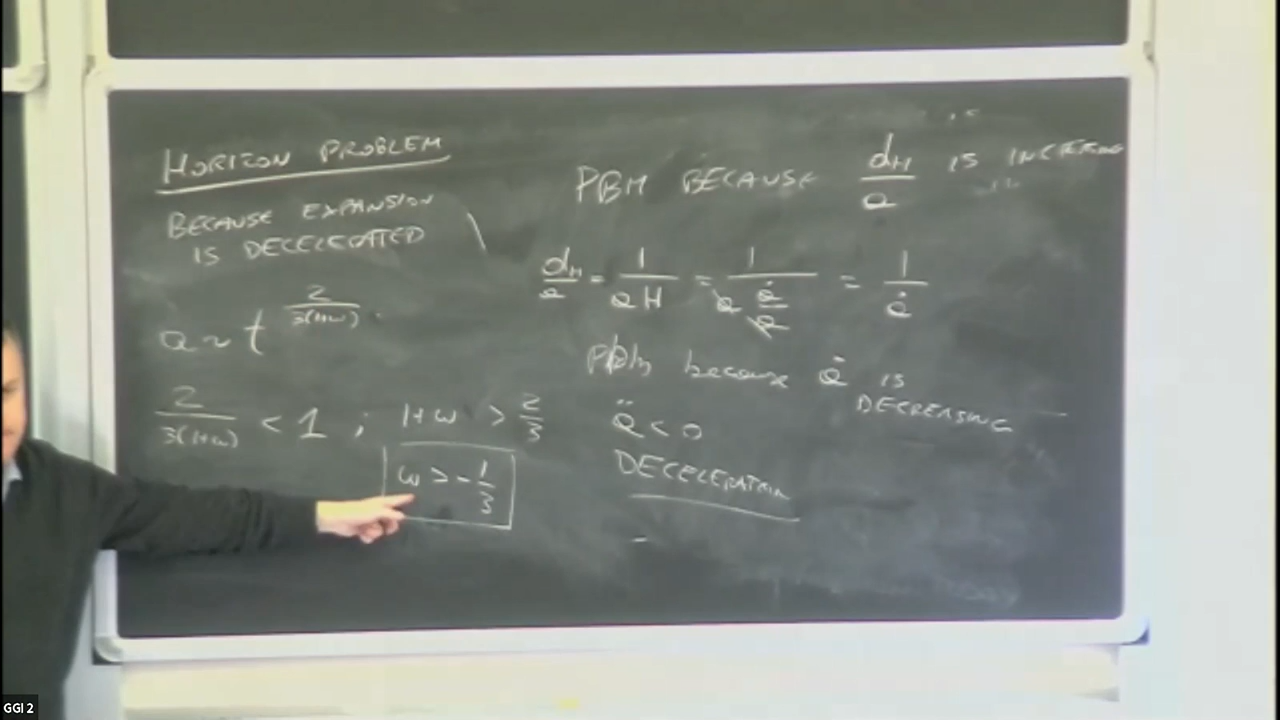 HORIZON PROBLEM
BECAUSE EXPANSION
IS DECELERATED
a ~ t^{2/3(1+w)}
2/3(1+w) < 1 ; 1+w > 2/3
w > -1/3
PBM BECAUSE d_H/a IS
d_H/a = 1/aH = 1/(a ȧ/a) = 1/ȧ
Pbm because ȧ is
DECREASING
ä < 0
DECELERATION
GGI 2